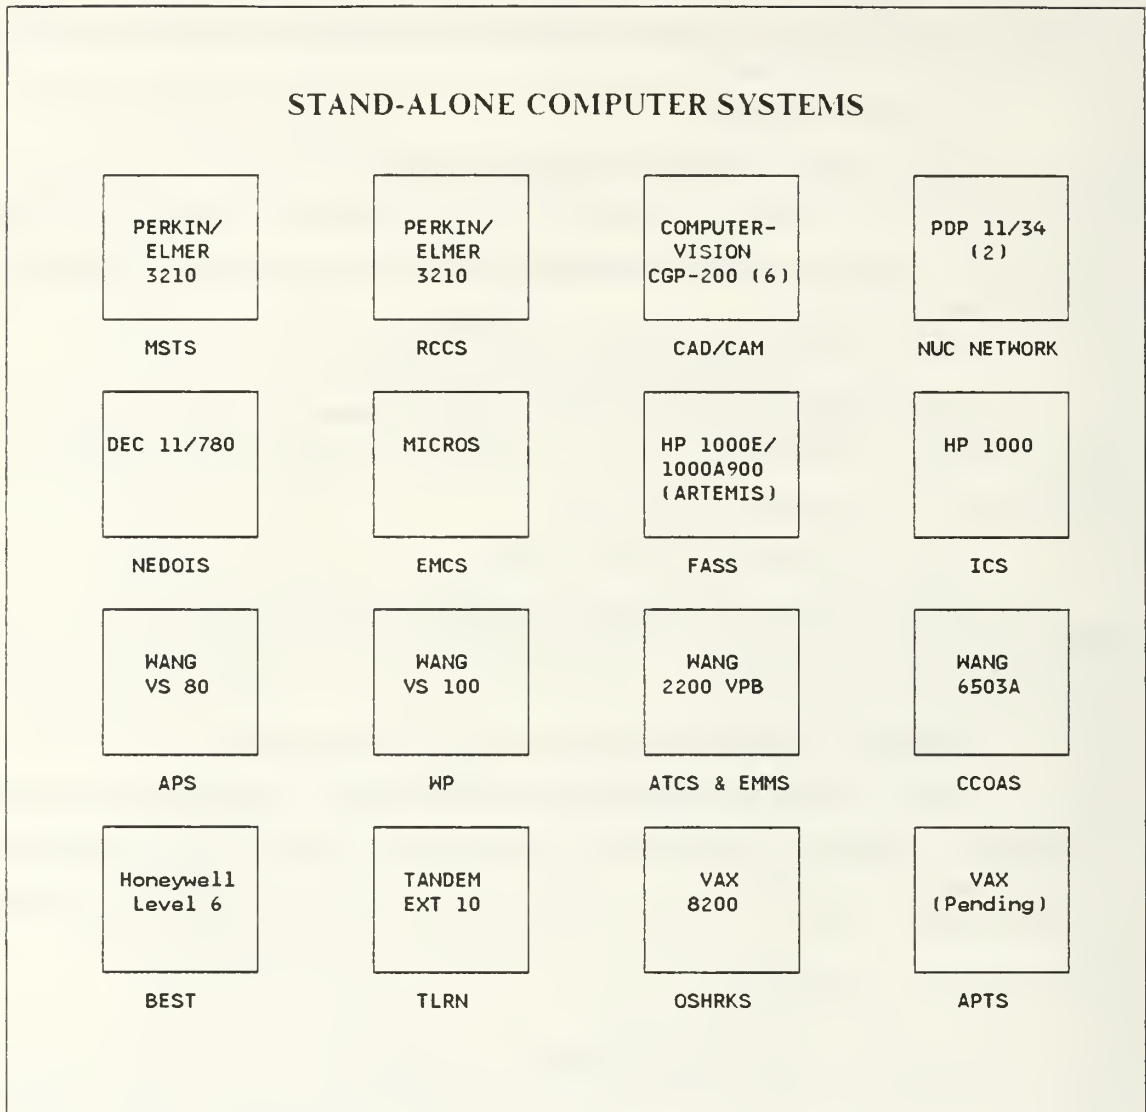 STAND-ALONE COMPUTER SYSTEMS
PERKIN/
ELMER
3210
MSTS
PERKIN/
ELMER
3210
RCCS
COMPUTER-
VISION
CGP-200 (6)
CAD/CAM
PDP 11/34
(2)
NUC NETWORK
DEC 11/780
NEDOIS
MICROS
EMCS
HP 1000E/
1000A900
(ARTEMIS)
FASS
HP 1000
ICS
WANG
VS 80
APS
WANG
VS 100
WP
WANG
2200 VPB
ATCS & EMMS
WANG
6503A
CCOAS
Honeywell
Level 6
BEST
TANDEM
EXT 10
TLRN
VAX
8200
OSHRKS
VAX
(Pending)
APTS